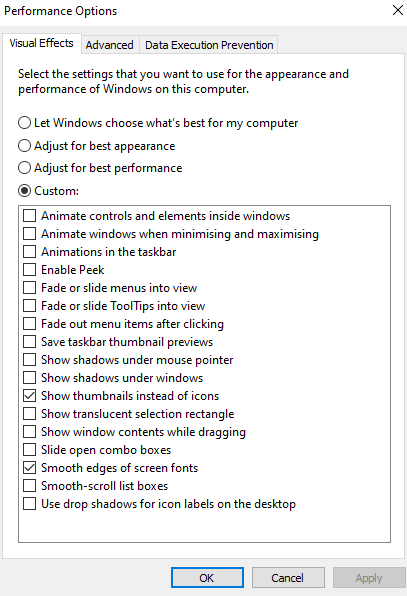 Performance Options
Visual Effects Advanced Data Execution Prevention
Select the settings that you want to use for the appearance and
performance of Windows on this computer.
Let Windows choose what's best for my computer
Adjust for best appearance
Adjust for best performance
Custom:
Animate controls and elements inside windows
Animate windows when minimising and maximising
Animations in the taskbar
Enable Peek
Fade or slide menus into view
Fade or slide ToolTips into view
Fade out menu items after clicking
Save taskbar thumbnail previews
Show shadows under mouse pointer
Show shadows under windows
Show thumbnails instead of icons
Show translucent selection rectangle
Show window contents while dragging
Slide open combo boxes
Smooth edges of screen fonts
Smooth-scroll list boxes
Use drop shadows for icon labels on the desktop
OK Cancel Apply